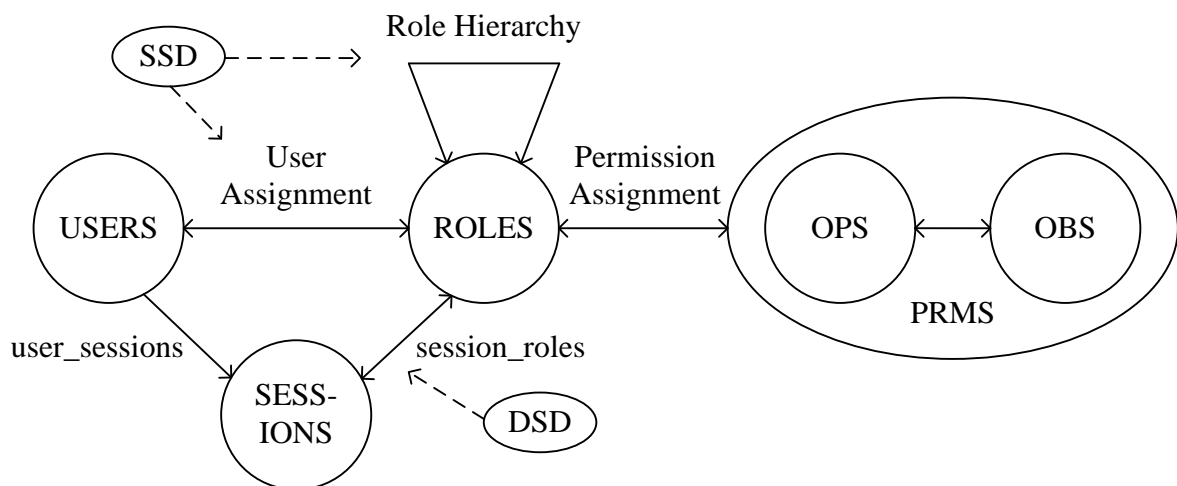 Role Hierarchy
SSD
User
Assignment
Permission
Assignment
USERS
ROLES
OPS
OBS
PRMS
user_sessions
session_roles
SESS-
IONS
DSD